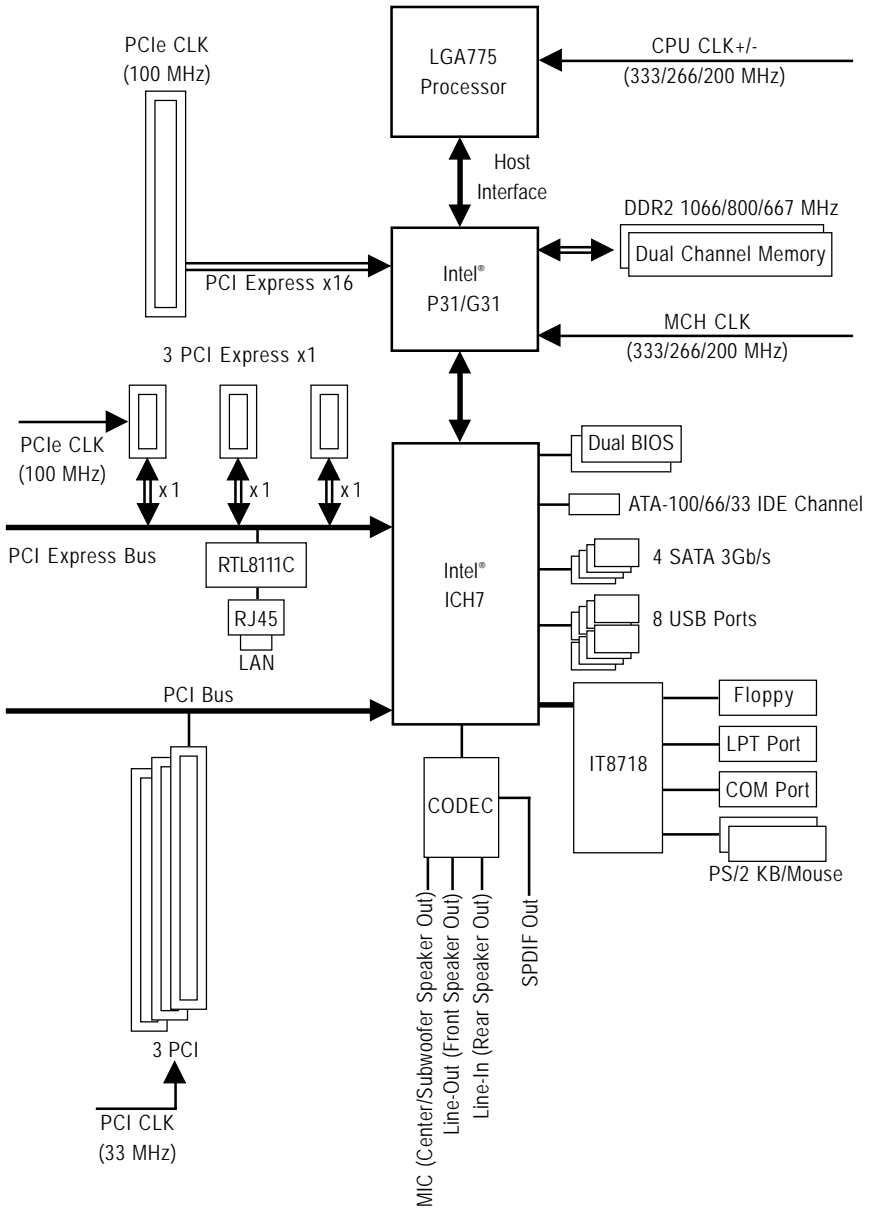 PCIe CLK
(100 MHz)
LGA775
Processor
CPU CLK+/-
(333/266/200 MHz)
Host
Interface
DDR2 1066/800/667 MHz
Dual Channel Memory
PCI Express x16
Intel®
P31/G31
MCH CLK
(333/266/200 MHz)
3 PCI Express x1
PCIe CLK
(100 MHz)
x1
x1
x1
Dual BIOS
ATA-100/66/33 IDE Channel
PCI Express Bus
RTL8111C
Intel®
ICH7
4 SATA 3Gb/s
RJ45
LAN
8 USB Ports
PCI Bus
Floppy
LPT Port
IT8718
COM Port
CODEC
PS/2 KB/Mouse
MIC (Center/Subwoofer Speaker Out)
Line-Out (Front Speaker Out)
Line-In (Rear Speaker Out)
SPDIF Out
3 PCI
PCI CLK
(33 MHz)